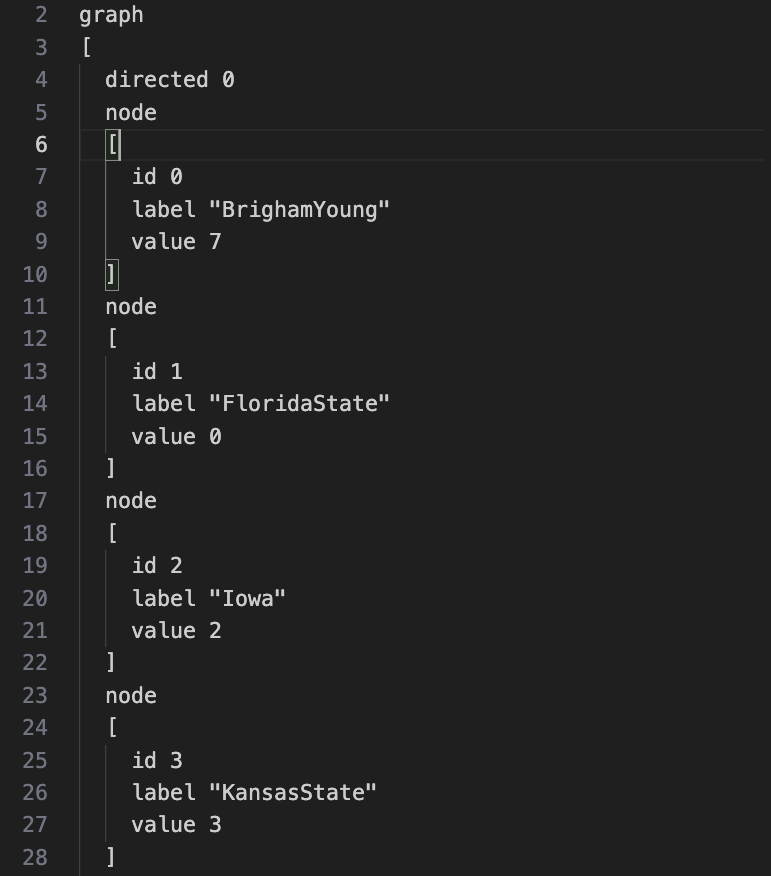 2 graph
3 [
4 directed 0
5 node
6 [
7 id 0
8 label "BrighamYoung"
9 value 7
10 ]
11 node
12 [
13 id 1
14 label "FloridaState"
15 value 0
16 ]
17 node
18 [
19 id 2
20 label "Iowa"
21 value 2
22 ]
23 node
24 [
25 id 3
26 label "KansasState"
27 value 3
28 ]